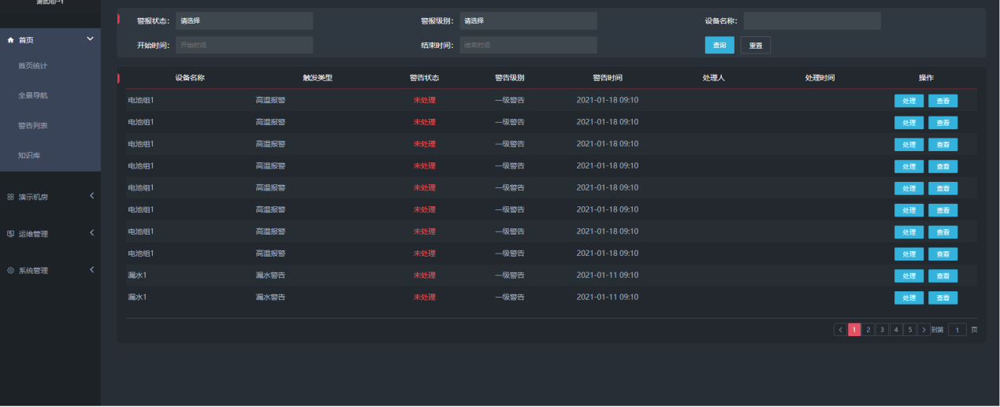 测试用户1
首页
首页统计
全景导航
警告列表
知识库
演示机房
运维管理
系统管理
警报状态： 请选择 警报级别： 请选择 设备名称：
开始时间： 开始时间 结束时间： 结束时间 查询 重置
设备名称 触发类型 警告状态 警告级别 警告时间 处理人 处理时间 操作
电池组1 高温报警 未处理 一级警告 2021-01-18 09:10 处理 查看
电池组1 高温报警 未处理 一级警告 2021-01-18 09:10 处理 查看
电池组1 高温报警 未处理 一级警告 2021-01-18 09:10 处理 查看
电池组1 高温报警 未处理 一级警告 2021-01-18 09:10 处理 查看
电池组1 高温报警 未处理 一级警告 2021-01-18 09:10 处理 查看
电池组1 高温报警 未处理 一级警告 2021-01-18 09:10 处理 查看
电池组1 高温报警 未处理 一级警告 2021-01-18 09:10 处理 查看
电池组1 高温报警 未处理 一级警告 2021-01-18 09:10 处理 查看
漏水1 漏水警告 未处理 一级警告 2021-01-11 09:10 处理 查看
漏水1 漏水警告 未处理 一级警告 2021-01-11 09:10 处理 查看
< 1 2 3 4 5 > 到第 1 页